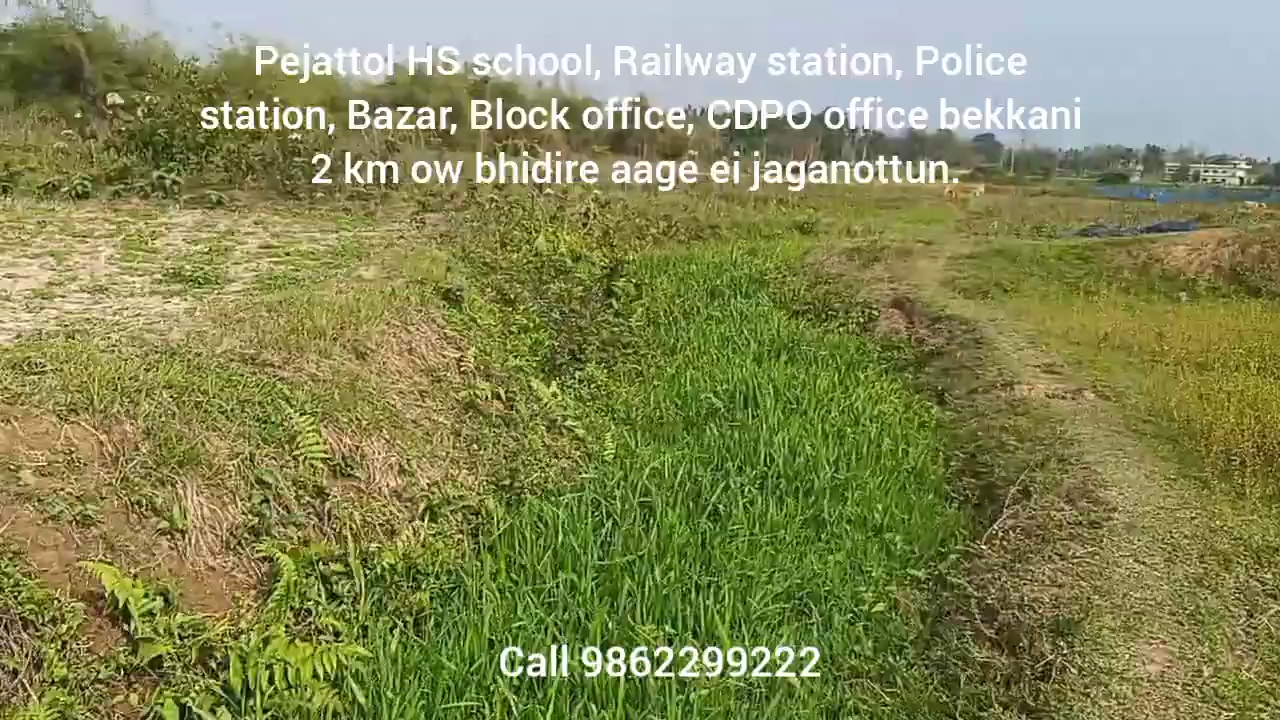 Pejattol HS school, Railway station, Police
station, Bazar, Block office, CDPO office bekkani
2 km ow bhidire aage ei jaganottun.
Call 9862299222